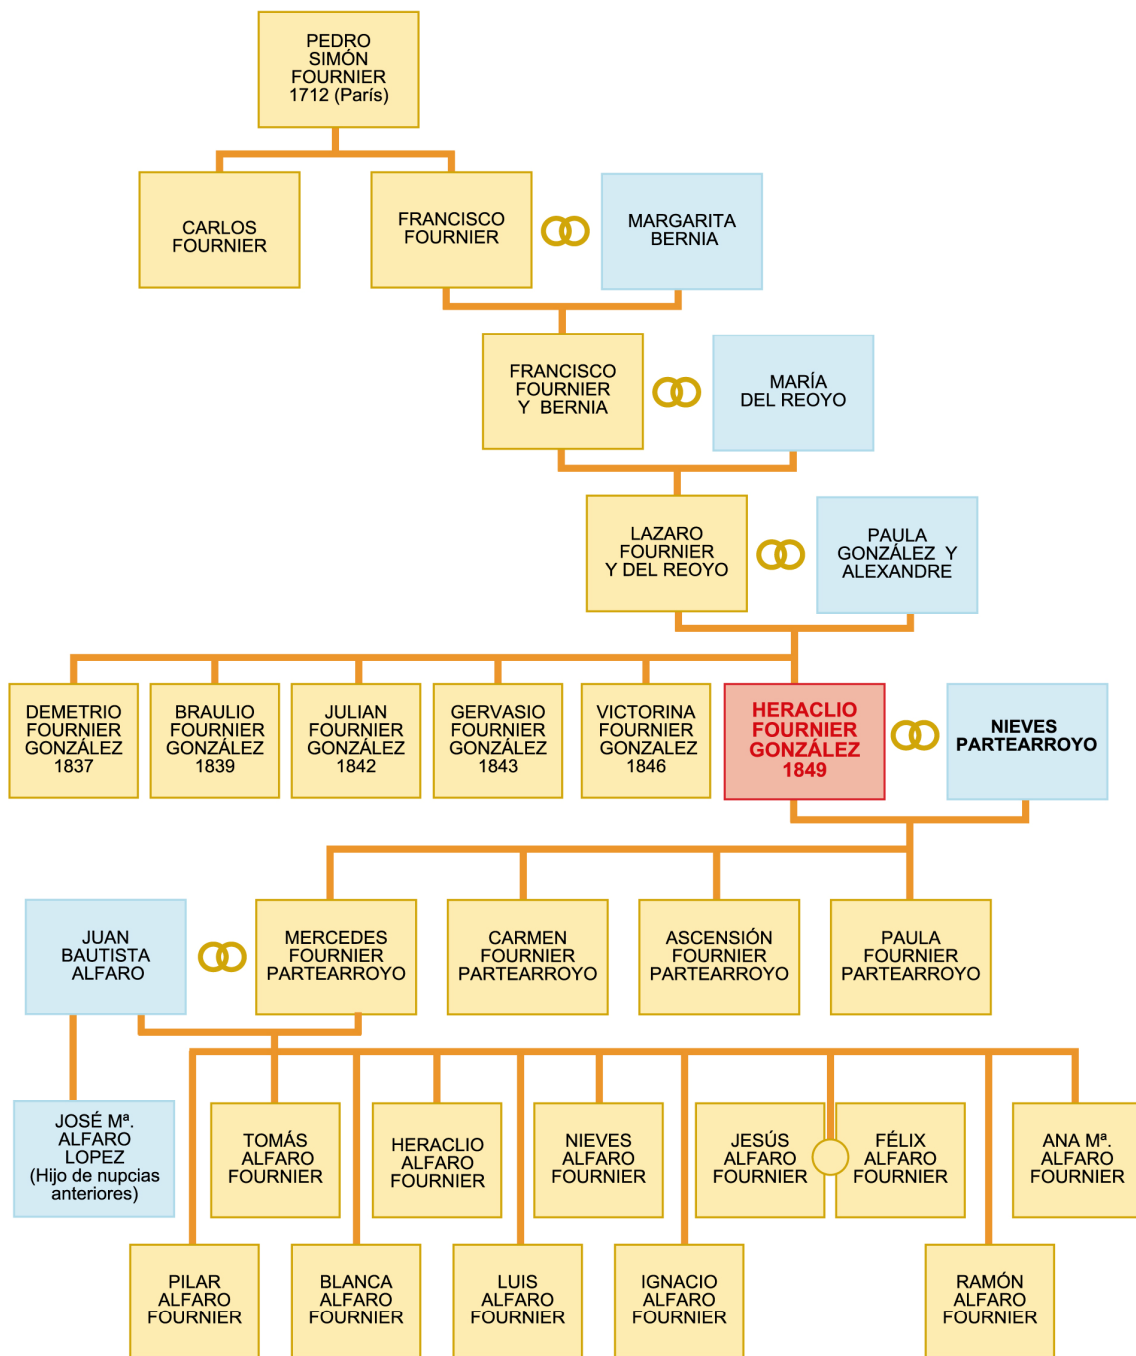 PEDRO
SIMÓN
FOURNIER
1712 (París)
CARLOS
FOURNIER
FRANCISCO
FOURNIER
MARGARITA
BERNIA
FRANCISCO
FOURNIER
Y BERNIA
MARÍA
DEL REOYO
LAZARO
FOURNIER
Y DEL REOYO
PAULA
GONZÁLEZ Y
ALEXANDRE
DEMETRIO
FOURNIER
GONZÁLEZ
1837
BRAULIO
FOURNIER
GONZÁLEZ
1839
JULIAN
FOURNIER
GONZÁLEZ
1842
GERVASIO
FOURNIER
GONZÁLEZ
1843
VICTORINA
FOURNIER
GONZALEZ
1846
HERACLIO
FOURNIER
GONZÁLEZ
1849
NIEVES
PARTEARROYO
JUAN
BAUTISTA
ALFARO
MERCEDES
FOURNIER
PARTEARROYO
CARMEN
FOURNIER
PARTEARROYO
ASCENSIÓN
FOURNIER
PARTEARROYO
PAULA
FOURNIER
PARTEARROYO
JOSÉ Mª.
ALFARO
LOPEZ
(Hijo de nupcias
anteriores)
TOMÁS
ALFARO
FOURNIER
HERACLIO
ALFARO
FOURNIER
NIEVES
ALFARO
FOURNIER
JESÚS
ALFARO
FOURNIER
FÉLIX
ALFARO
FOURNIER
ANA Mª.
ALFARO
FOURNIER
PILAR
ALFARO
FOURNIER
BLANCA
ALFARO
FOURNIER
LUIS
ALFARO
FOURNIER
IGNACIO
ALFARO
FOURNIER
RAMÓN
ALFARO
FOURNIER